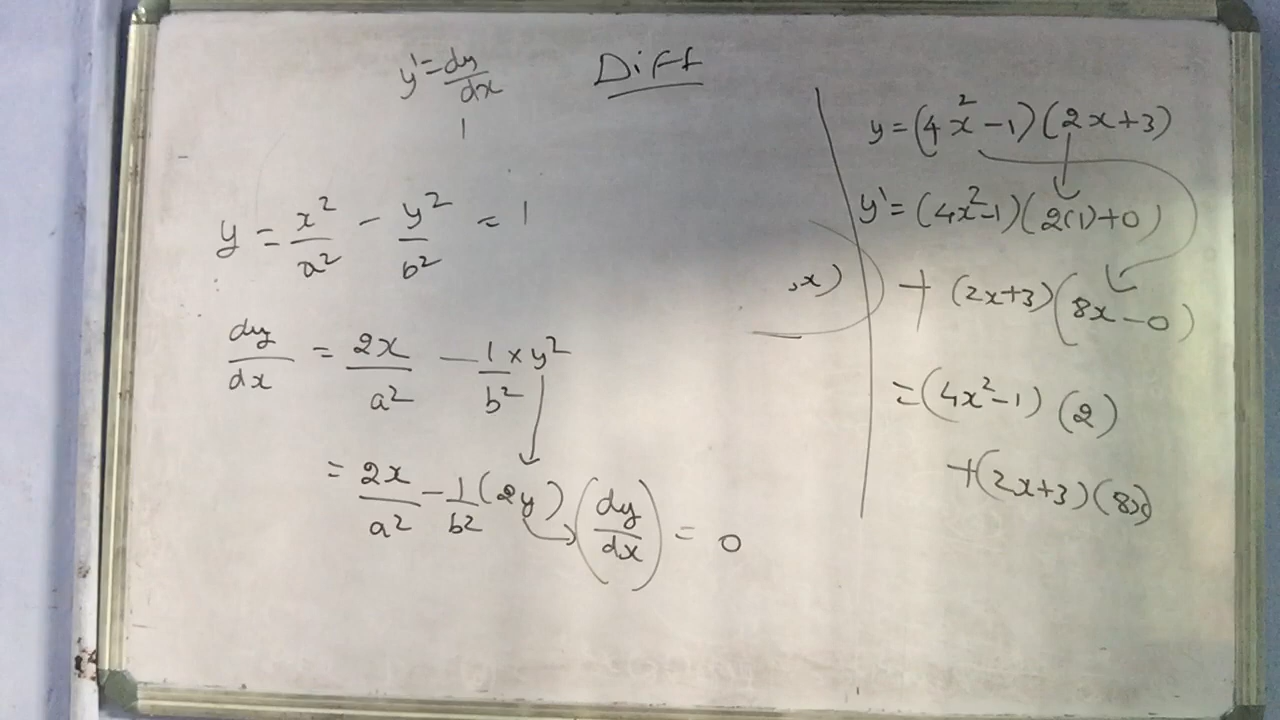 y' = dy/dx
Diff
1
y = x²/a² - y²/b² = 1
dy/dx = 2x/a² - 1/b² × y²
= 2x/a² - 1/b² (2y) (dy/dx) = 0
,x)
y = (4x² - 1)(2x+3)
y' = (4x²-1)(2(1)+0)
+ (2x+3)(8x-0)
= (4x²-1) (2)
+(2x+3)(8x)